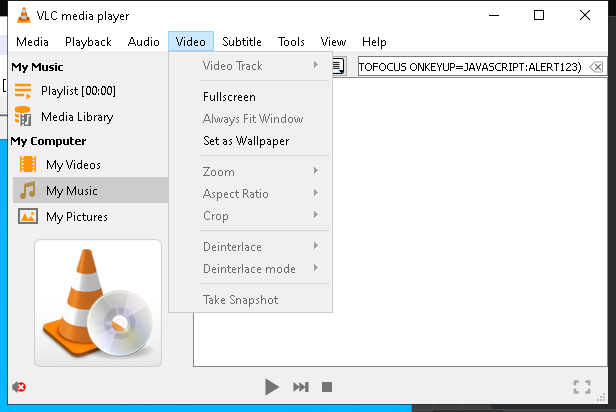 VLC media player
Media Playback Audio Video Subtitle Tools View Help
My Music
Playlist [00:00]
Media Library
My Computer
My Videos
My Music
My Pictures
Video Track
Fullscreen
Always Fit Window
Set as Wallpaper
Zoom
Aspect Ratio
Crop
Deinterlace
Deinterlace mode
Take Snapshot
TOFOCUS ONKEYUP=JAVASCRIPT:ALERT123)